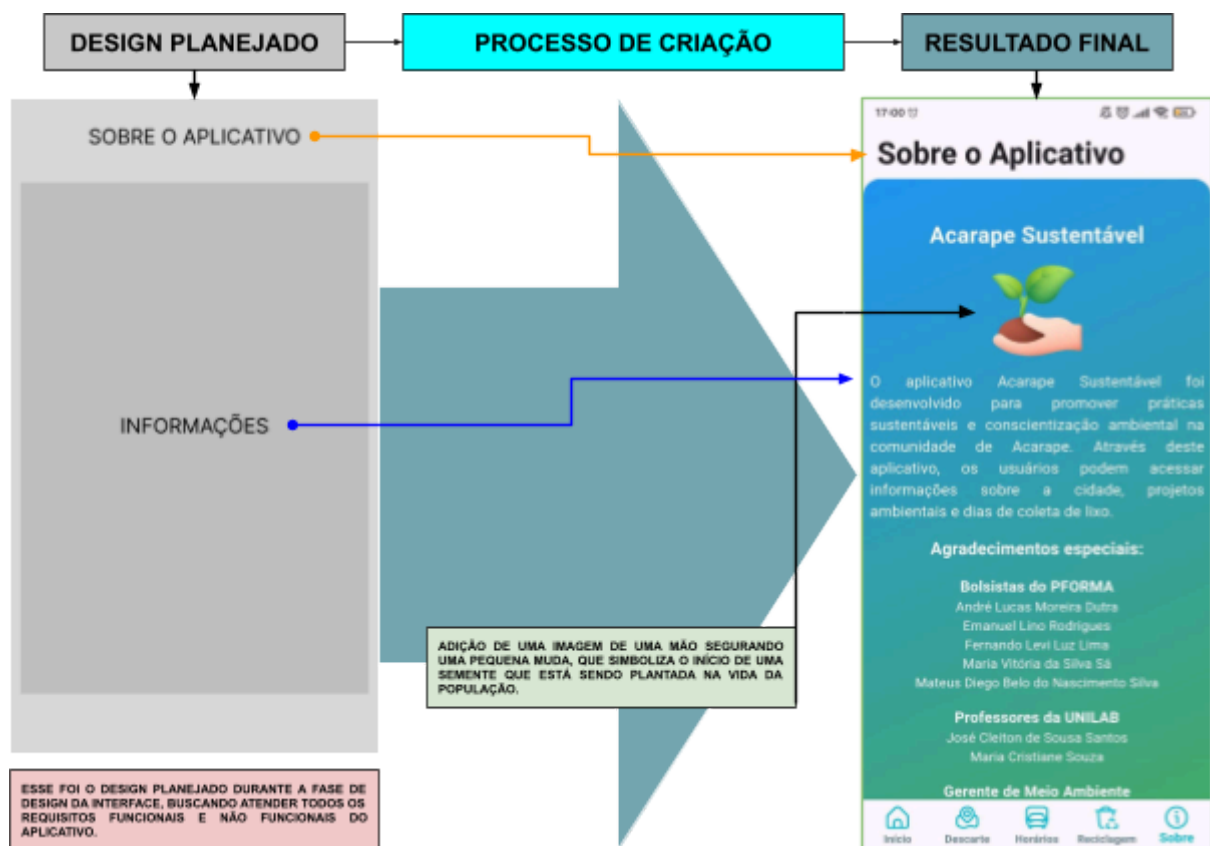 DESIGN PLANEJADO
PROCESSO DE CRIAÇÃO
RESULTADO FINAL
SOBRE O APLICATIVO
INFORMAÇÕES
ESSE FOI O DESIGN PLANEJADO DURANTE A FASE DE
DESIGN DA INTERFACE, BUSCANDO ATENDER TODOS OS
REQUISITOS FUNCIONAIS E NÃO FUNCIONAIS DO
APLICATIVO.
ADIÇÃO DE UMA IMAGEM DE UMA MÃO SEGURANDO
UMA PEQUENA MUDA, QUE SIMBOLIZA O INÍCIO DE UMA
SEMENTE QUE ESTÁ SENDO PLANTADA NA VIDA DA
POPULAÇÃO.
17:00
Sobre o Aplicativo
Acarape Sustentável
O aplicativo Acarape Sustentável foi
desenvolvido para promover práticas
sustentáveis e conscientização ambiental na
comunidade de Acarape. Através deste
aplicativo, os usuários podem acessar
informações sobre a cidade, projetos
ambientais e dias de coleta de lixo.
Agradecimentos especiais:
Bolsistas do PFORMA
André Lucas Moreira Dutra
Emanuel Lino Rodrigues
Fernando Levi Luz Lima
Maria Vitória da Silva Sá
Mateus Diego Belo do Nascimento Silva
Professores da UNILAB
José Cleiton de Sousa Santos
Maria Cristiane Souza
Gerente de Meio Ambiente
Início Descarte Horários Reciclagem Sobre